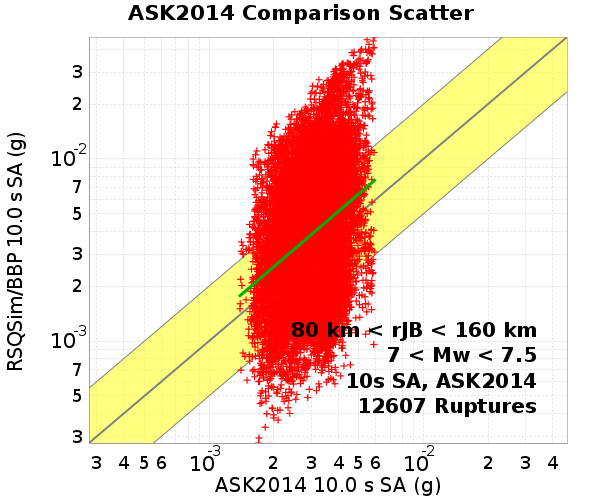 ASK2014 Comparison Scatter
RSQSim/BBP 10.0 s SA (g)
3
2
10-2
7
5
3
2
10-3
7
5
3
80 km < rJB < 160 km
7 < Mw < 7.5
10s SA, ASK2014
12607 Ruptures
3 4 5 6 10-3 2 3 4 5 6 10-2 2 3 4
ASK2014 10.0 s SA (g)